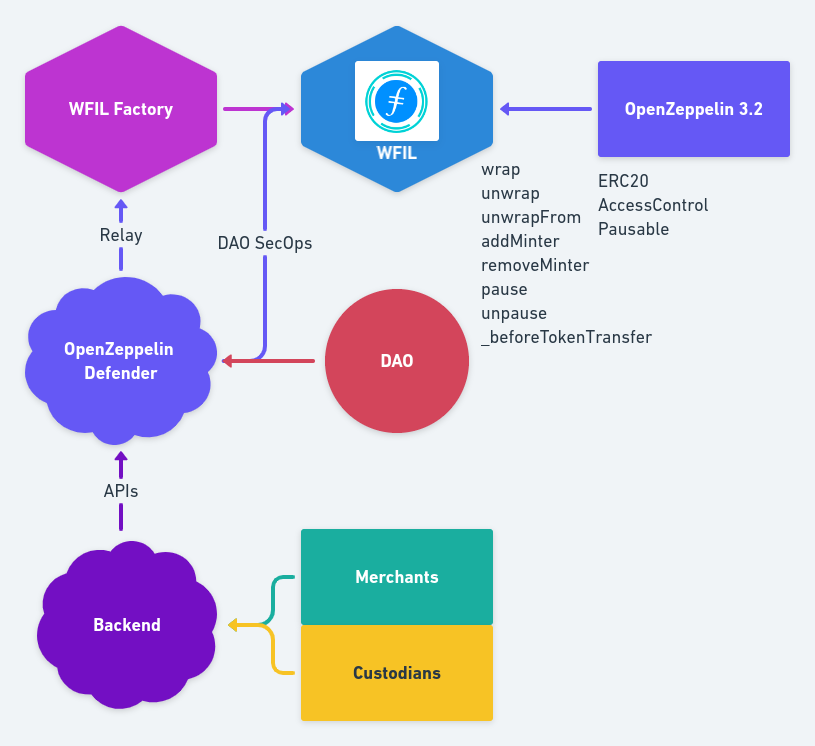 WFIL Factory
WFIL
OpenZeppelin 3.2
wrap
unwrap
unwrapFrom
addMinter
removeMinter
pause
unpause
_beforeTokenTransfer
ERC20
AccessControl
Pausable
Relay
DAO SecOps
OpenZeppelin
Defender
DAO
APIs
Backend
Merchants
Custodians